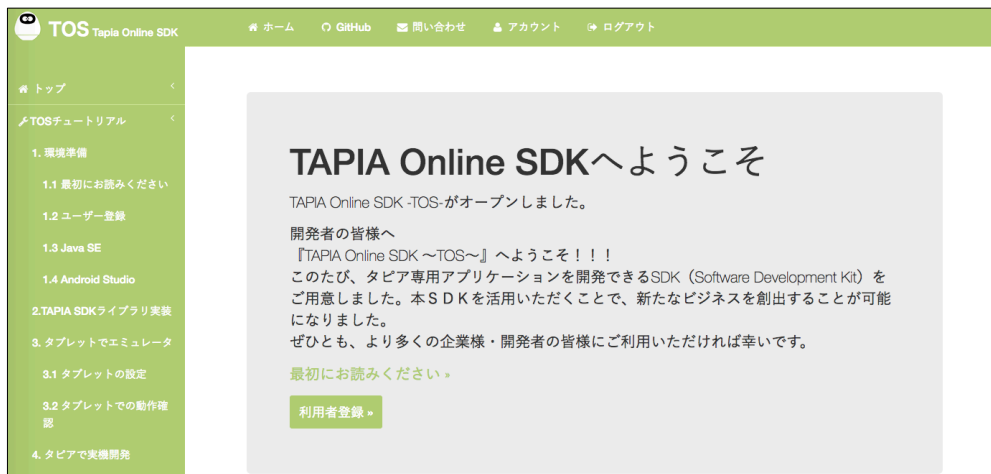 TOS Tapia Online SDK
ホーム
GitHub
問い合わせ
アカウント
ログアウト
トップ
TOSチュートリアル
1. 環境準備
1.1 最初にお読みください
1.2 ユーザー登録
1.3 Java SE
1.4 Android Studio
2.TAPIA SDKライブラリ実装
3. タブレットでエミュレータ
3.1 タブレットの設定
3.2 タブレットでの動作確
認
4. タピアで実機開発
TAPIA Online SDKへようこそ
TAPIA Online SDK -TOS-がオープンしました。
開発者の皆様へ
『TAPIA Online SDK ～TOS～』へようこそ！！！
このたび、タピア専用アプリケーションを開発できるSDK（Software Development Kit）を
ご用意しました。本ＳＤＫを活用いただくことで、新たなビジネスを創出することが可能
になりました。
ぜひとも、より多くの企業様・開発者の皆様にご利用いただければ幸いです。
最初にお読みください »
利用者登録 »